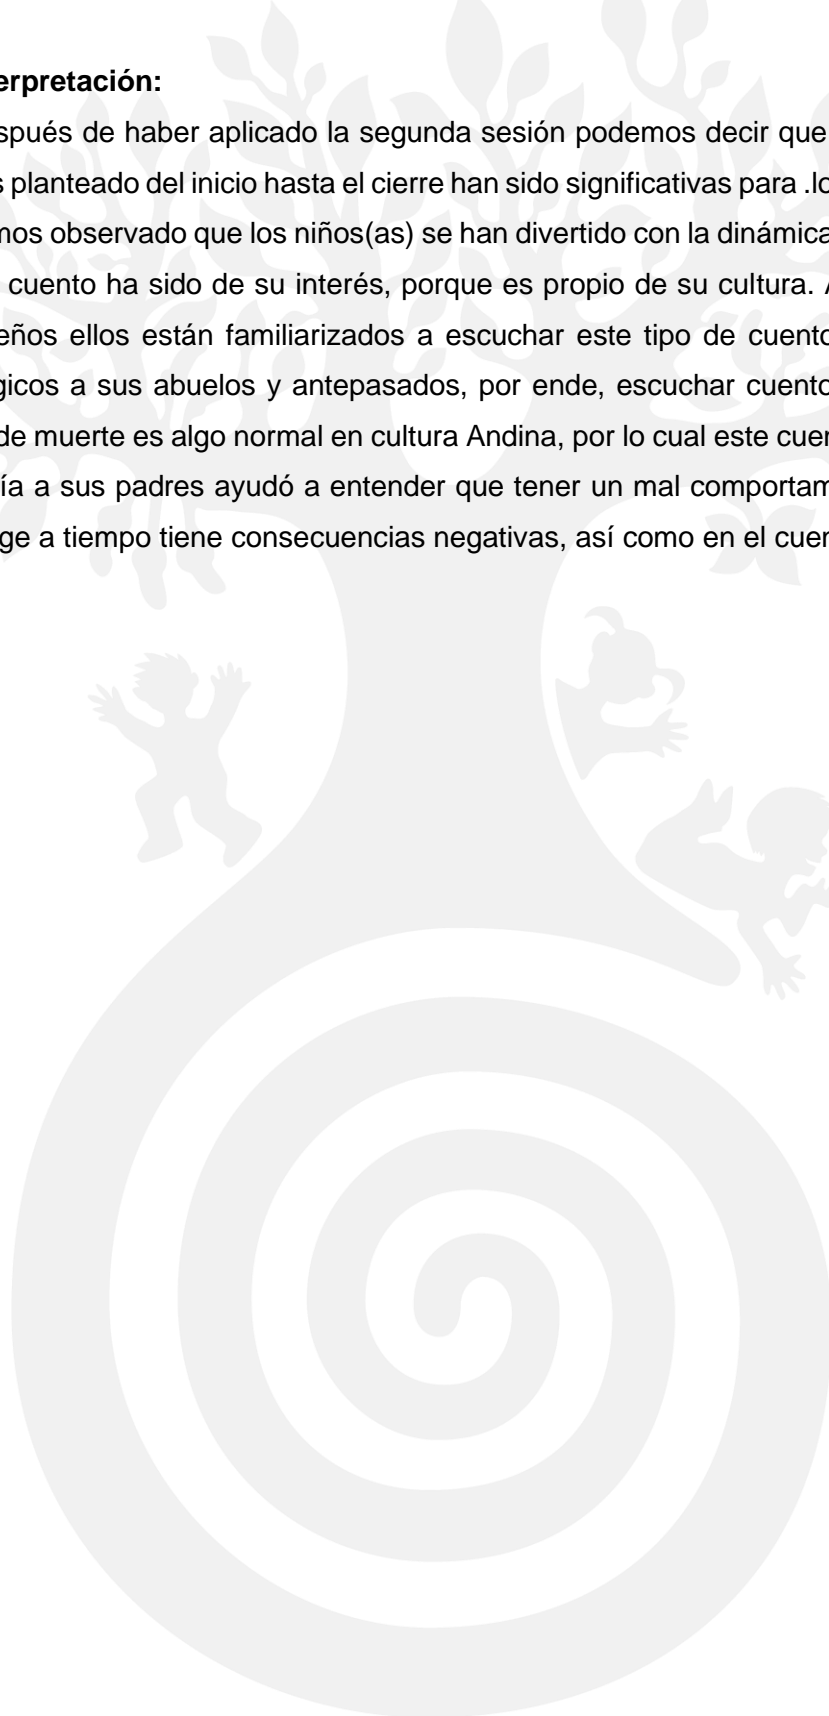 erpretación:
spués de haber aplicado la segunda sesión podemos decir que
s planteado del inicio hasta el cierre han sido significativas para .lo
mos observado que los niños(as) se han divertido con la dinámica
cuento ha sido de su interés, porque es propio de su cultura. A
eños ellos están familiarizados a escuchar este tipo de cuento
gicos a sus abuelos y antepasados, por ende, escuchar cuento
de muerte es algo normal en cultura Andina, por lo cual este cuen
ía a sus padres ayudó a entender que tener un mal comportam
ge a tiempo tiene consecuencias negativas, así como en el cuen